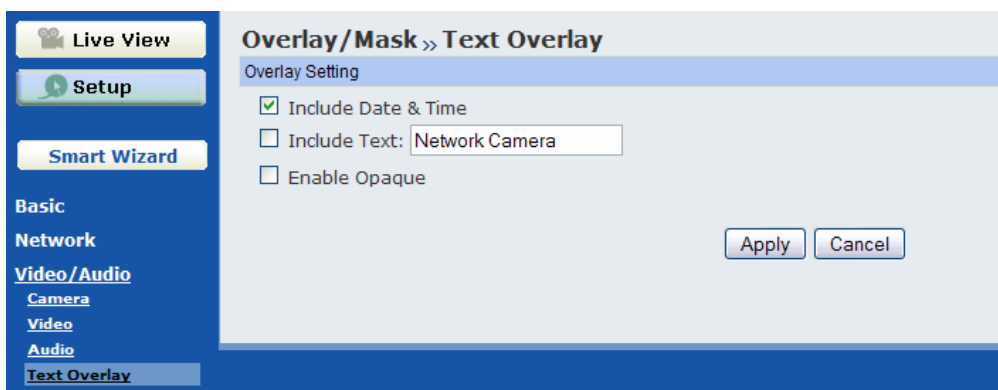 Live View
Setup
Smart Wizard
Basic
Network
Video/Audio
Camera
Video
Audio
Text Overlay
Overlay/Mask » Text Overlay
Overlay Setting
Include Date & Time
Include Text: Network Camera
Enable Opaque
Apply Cancel